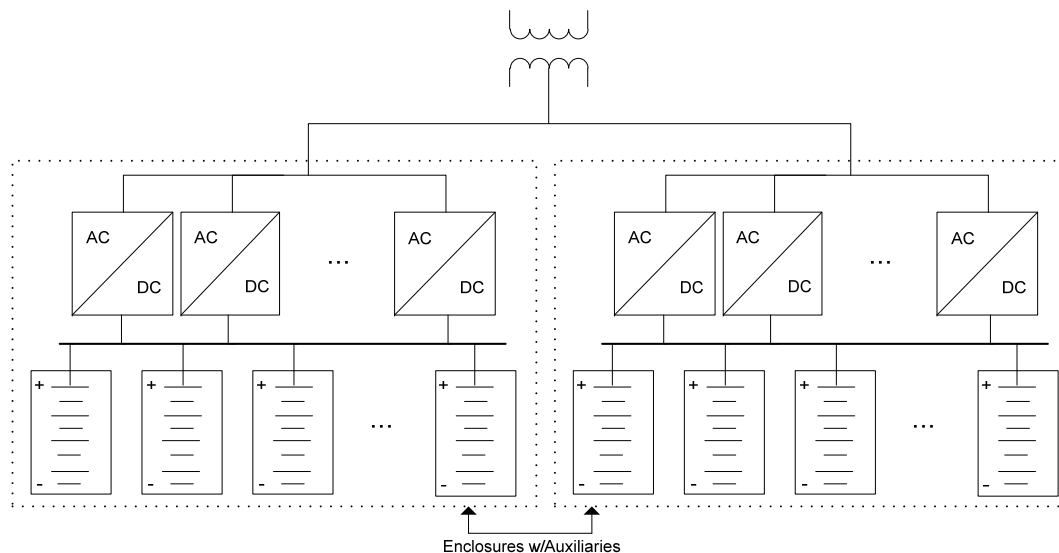 AC
DC
AC
DC
...
AC
DC
AC
DC
AC
DC
...
AC
DC
+
-
+
-
+
-
...
+
-
+
-
+
-
+
-
...
+
-
Enclosures w/Auxiliaries